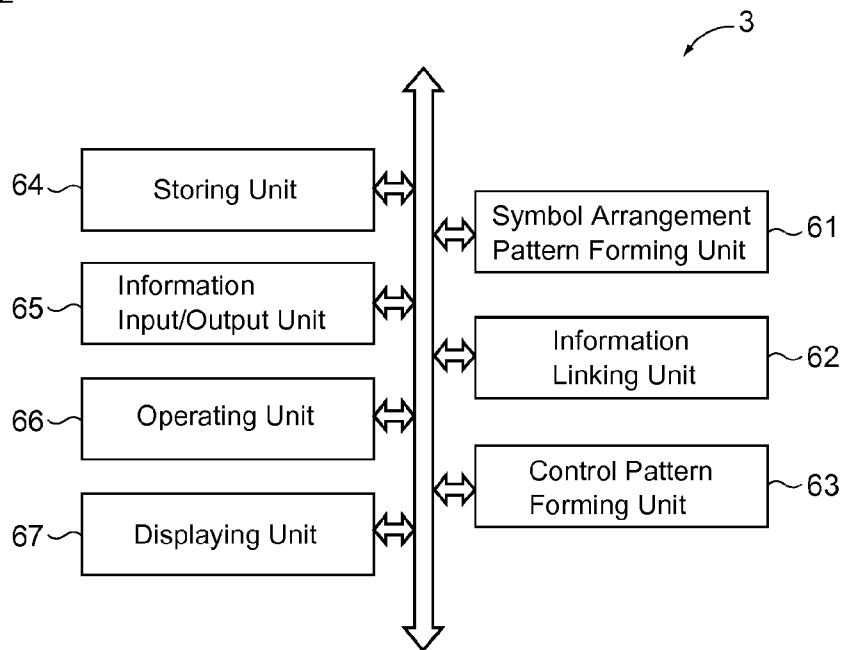 3
64
Storing Unit
Symbol Arrangement
Pattern Forming Unit
61
65
Information
Input/Output Unit
Information
Linking Unit
62
66
Operating Unit
Control Pattern
Forming Unit
63
67
Displaying Unit